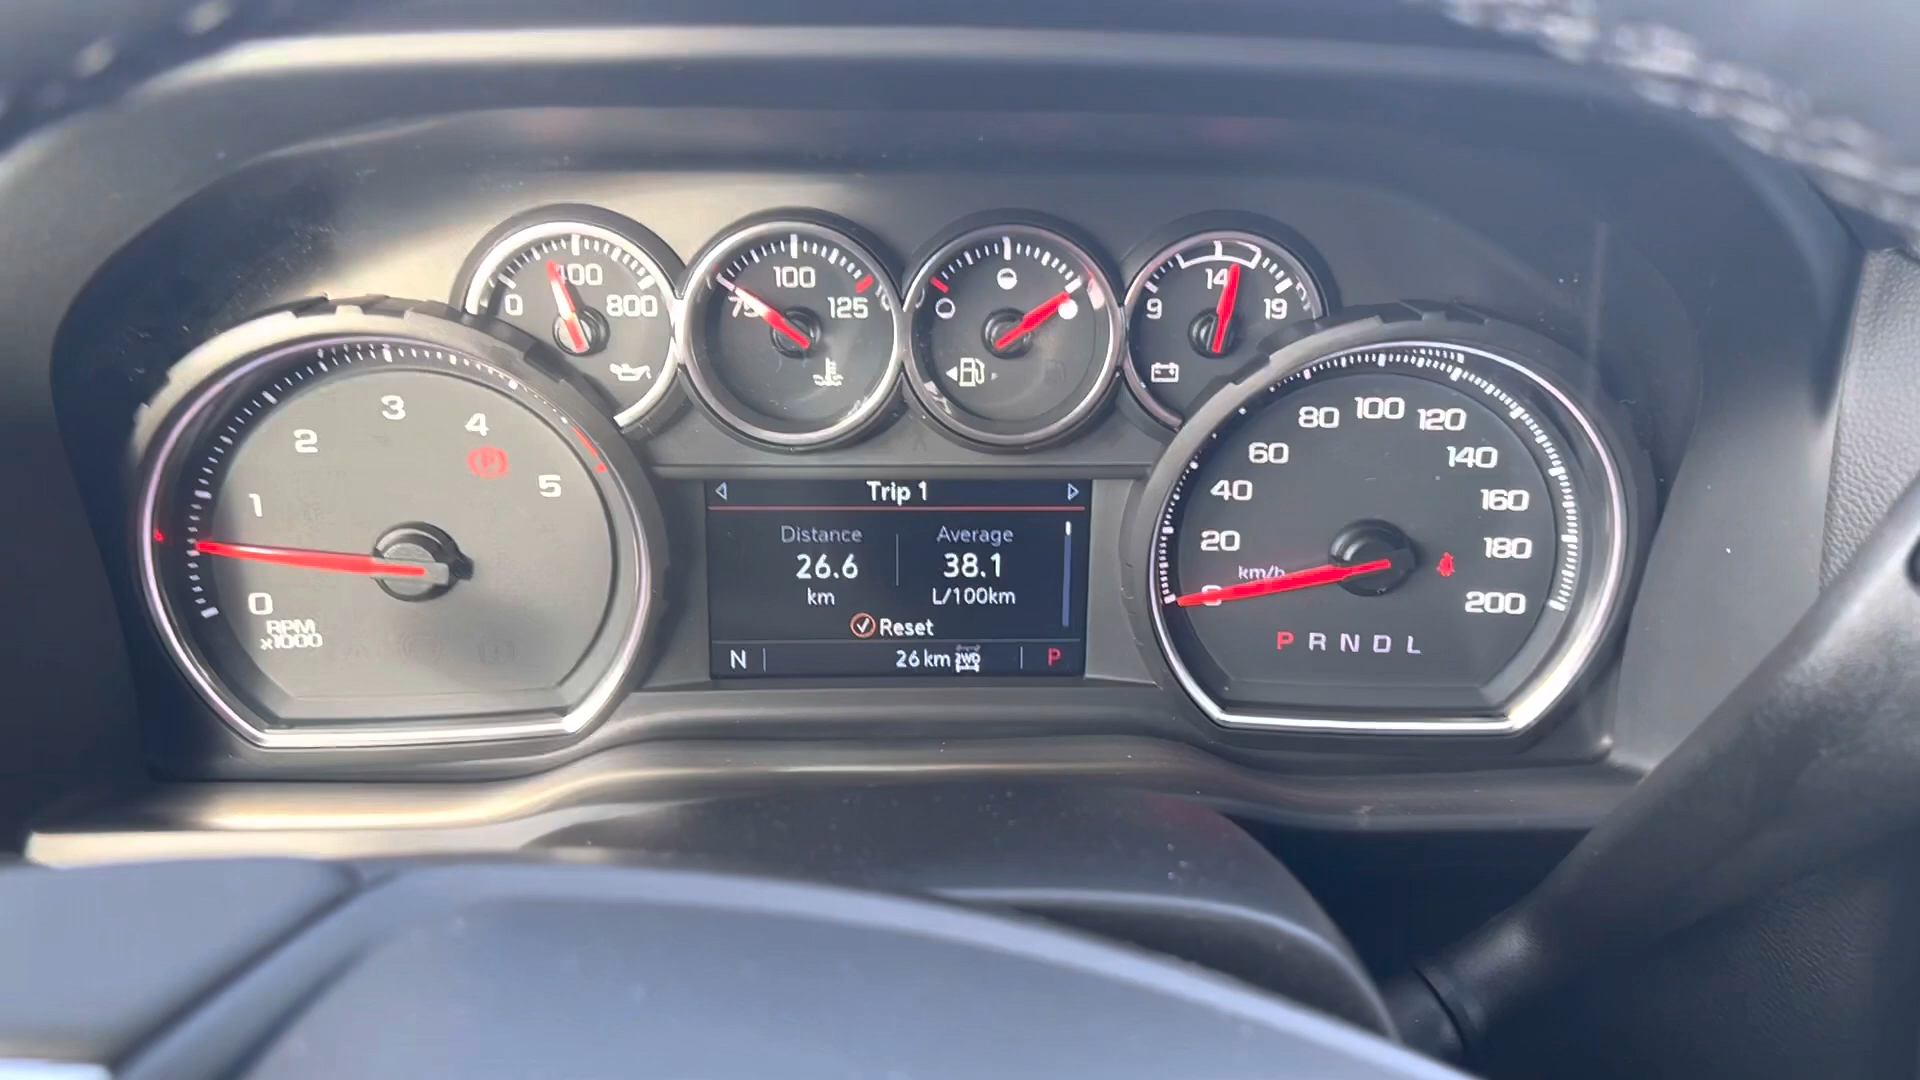 0 400 800
75 100 125
9 14 19
0 1 2 3 4 5
RPM
x1000
P
Trip 1
Distance Average
26.6 38.1
km L/100km
Reset
N 26 km 2WD P
0 20 40 60 80 100 120 140 160 180 200
km/h
P R N D L